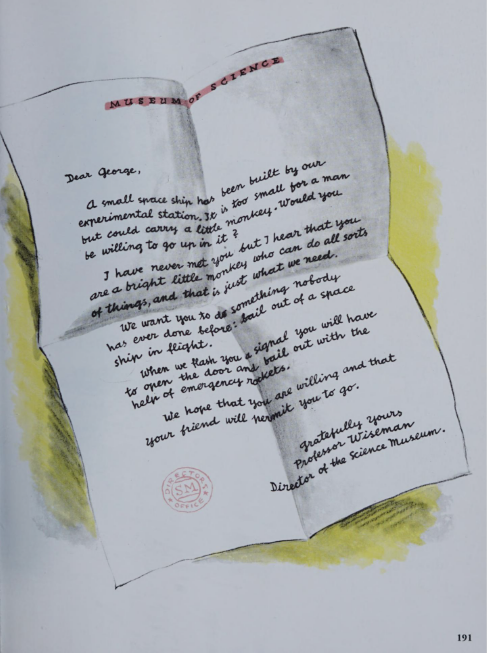 MUSEUM OF SCIENCE
Dear George,
A small space ship has been built by our
experimental station. It is too small for a man
but could carry a little monkey. Would you
be willing to go up in it?
I have never met you but I hear that you
are a bright little monkey who can do all sorts
of things, and that is just what we need.
We want you to do something nobody
has ever done before: bail out of a space
ship in flight.
When we flash you a signal you will have
to open the door and bail out with the
help of emergency rockets.
We hope that you are willing and that
your friend will permit you to go.
gratefully yours
Professor Wiseman
Director of the Science Museum.
DIRECTORS
SM
OFFICE
191